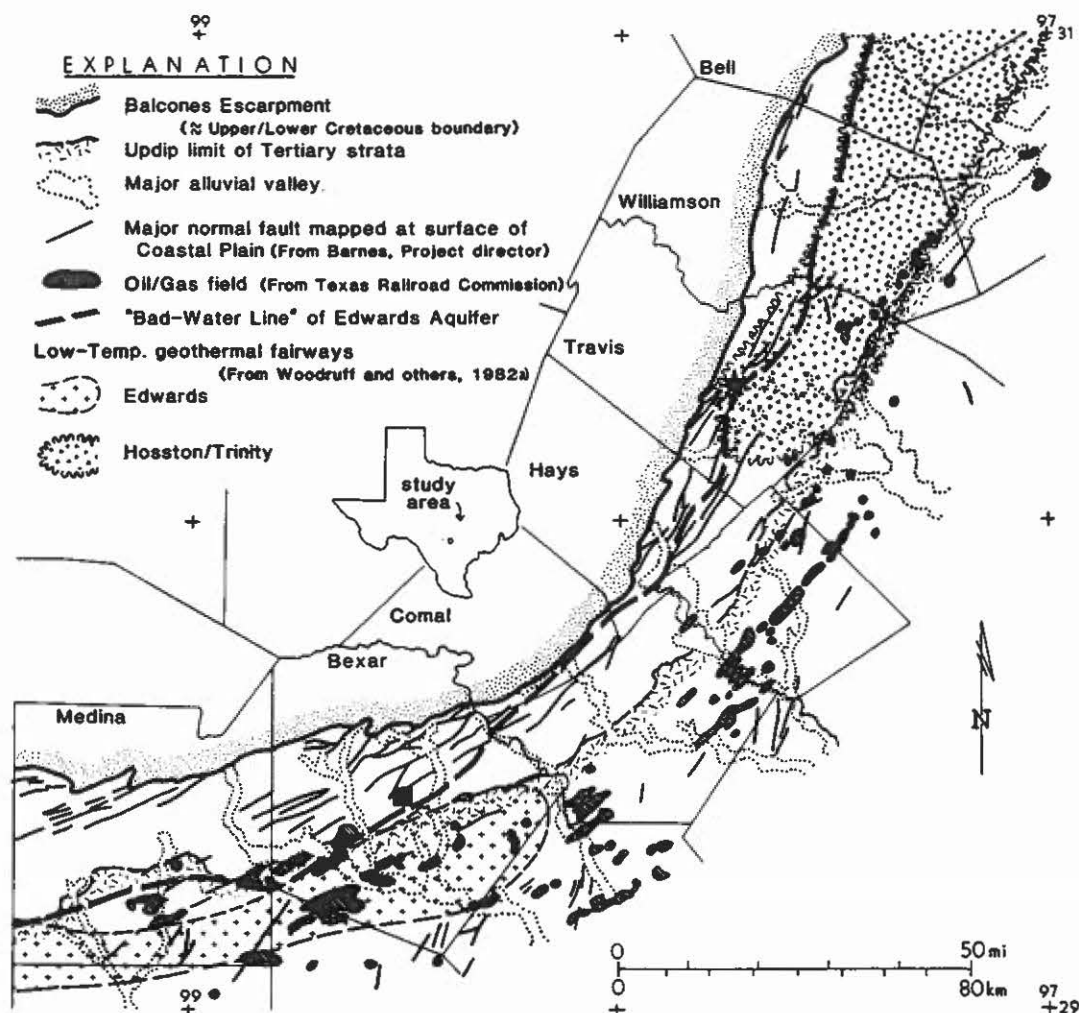 99
97
31
EXPLANATION
Balcones Escarpment
(≈ Upper/Lower Cretaceous boundary)
Updip limit of Tertiary strata
Major alluvial valley
Major normal fault mapped at surface of
Coastal Plain (From Barnes, Project director)
Oil/Gas field (From Texas Railroad Commission)
"Bad-Water Line" of Edwards Aquifer
Low-Temp. geothermal fairways
(From Woodruff and others, 1982a)
Edwards
Hosston/Trinity
Bell
Williamson
Travis
Hays
study
area
Comal
Bexar
Medina
N
0 50 mi
0 80 km
99
97
29